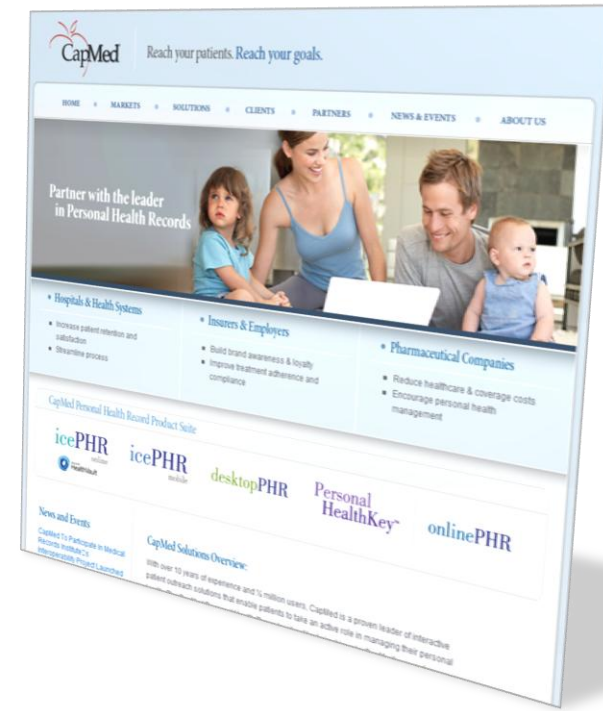 CapMed
Reach your patients. Reach your goals.
HOME MARKETS SOLUTIONS CLIENTS PARTNERS NEWS & EVENTS ABOUT US
Partner with the leader
in Personal Health Records
Hospitals & Health Systems
Increase patient retention and
satisfaction
Streamline process
Insurers & Employers
Build brand awareness & loyalty
Improve treatment adherence and
compliance
Pharmaceutical Companies
Reduce healthcare & coverage costs
Encourage personal health
management
CapMed Personal Health Record Product Suite
icePHR
online
HealthVault
icePHR
mobile
desktopPHR
Personal
HealthKey™
onlinePHR
News and Events
CapMed To Participate In Medical
Records Institute's
Interoperability Project Launched
CapMed Solutions Overview:
With over 10 years of experience and ½ million users, CapMed is a proven leader of interactive
patient outreach solutions that enable patients to take an active role in managing their personal